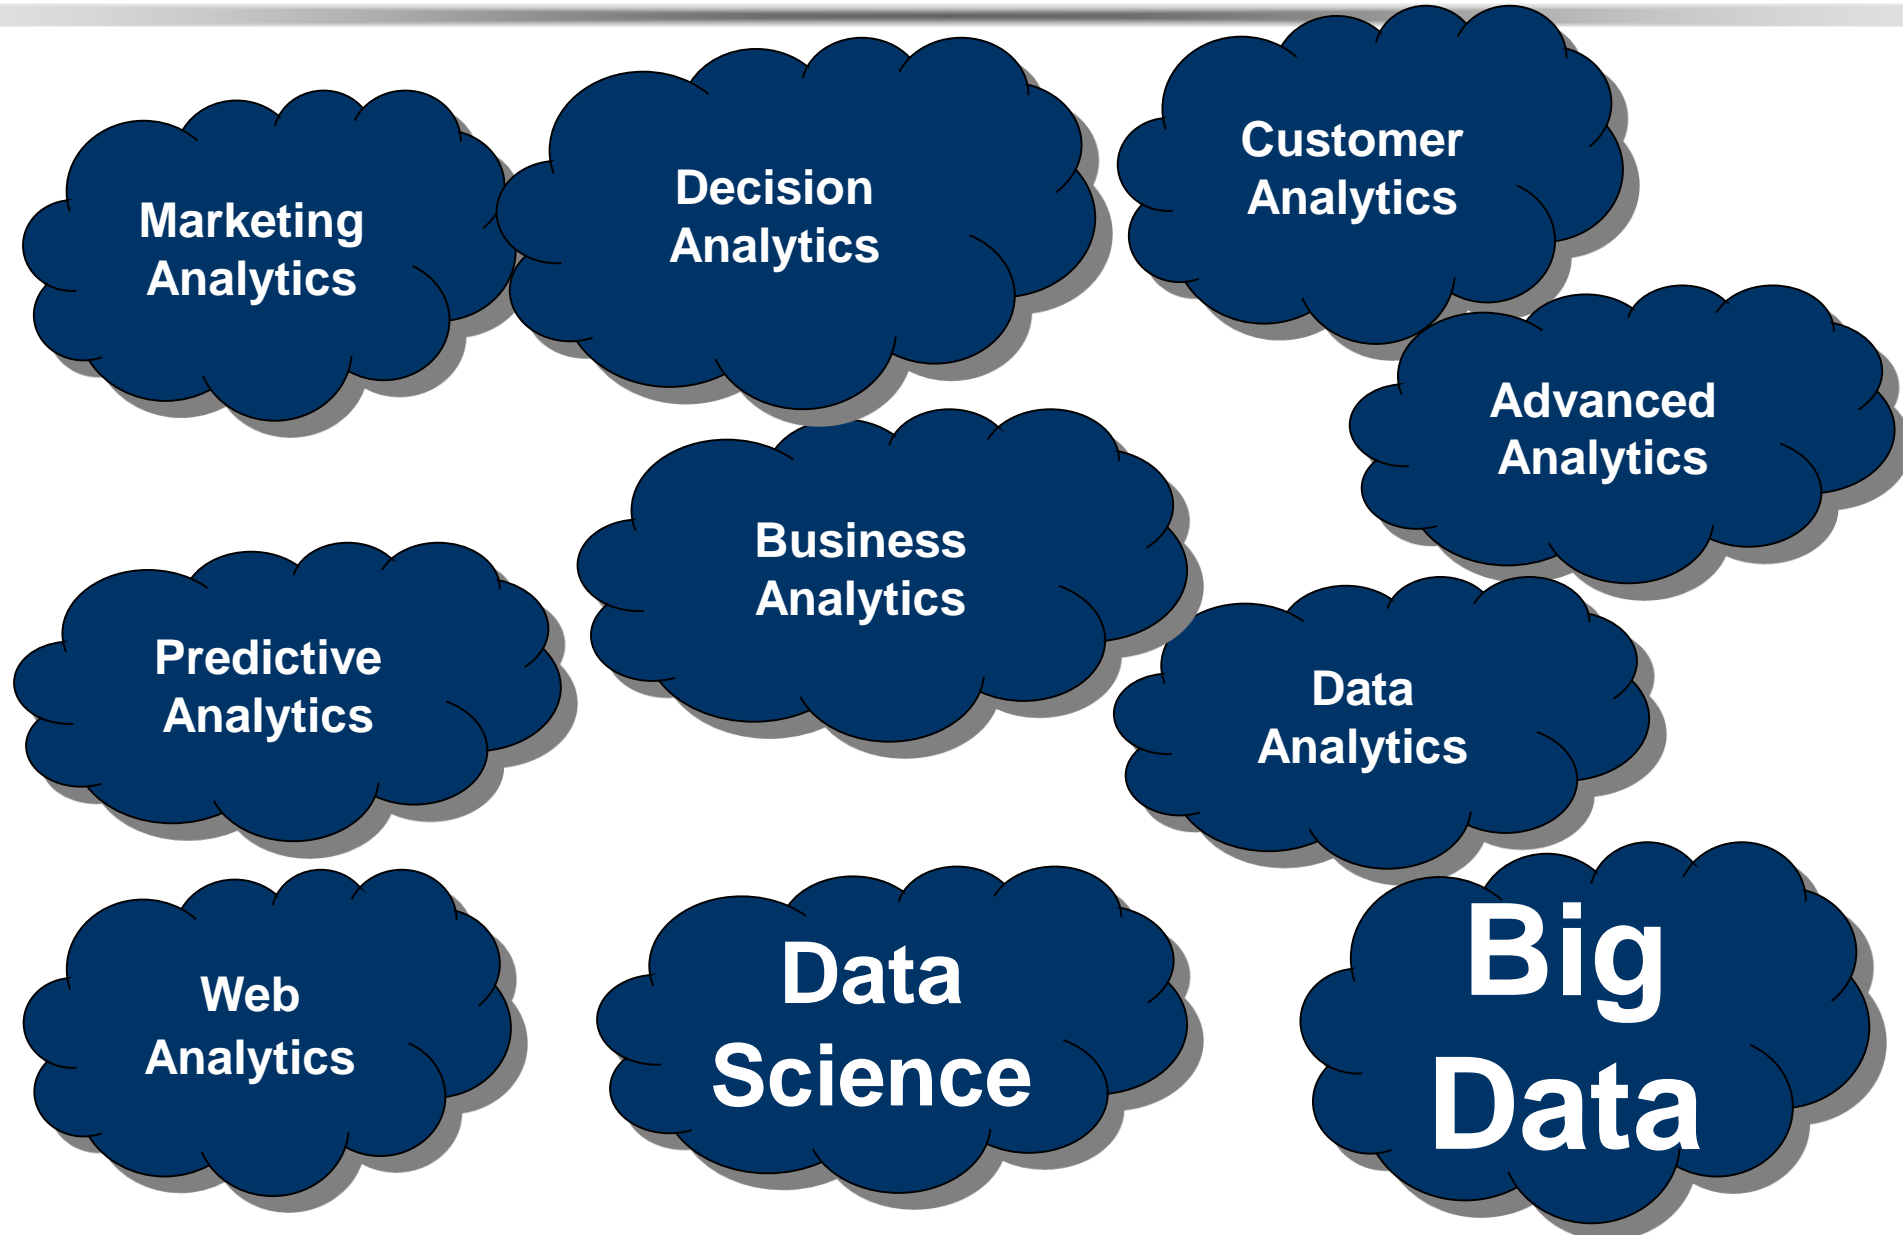 Marketing
Analytics
Decision
Analytics
Customer
Analytics
Advanced
Analytics
Business
Analytics
Predictive
Analytics
Data
Analytics
Web
Analytics
Data
Science
Big
Data